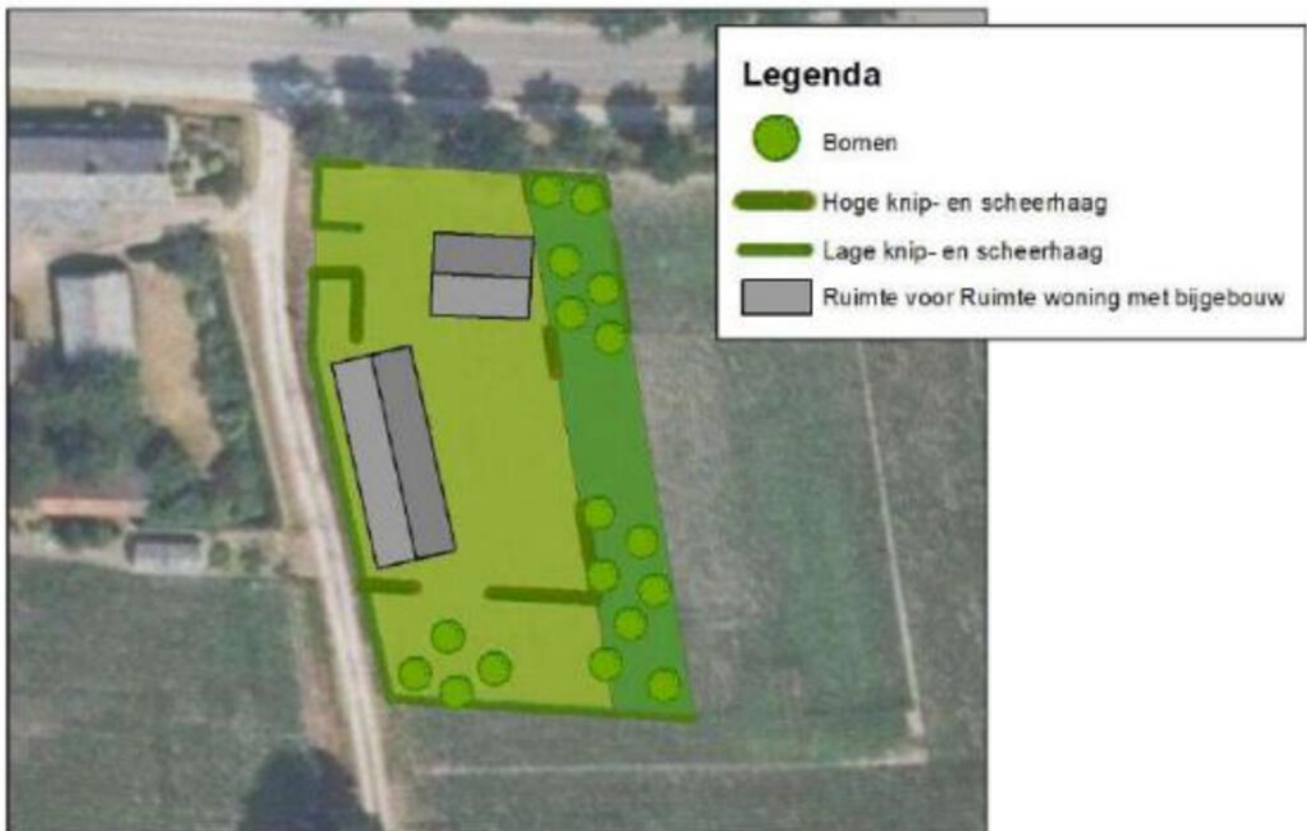 Legenda
Bomen
Hoge knip- en scheerhaag
Lage knip- en scheerhaag
Ruimte voor Ruimte woning met bijgebouw